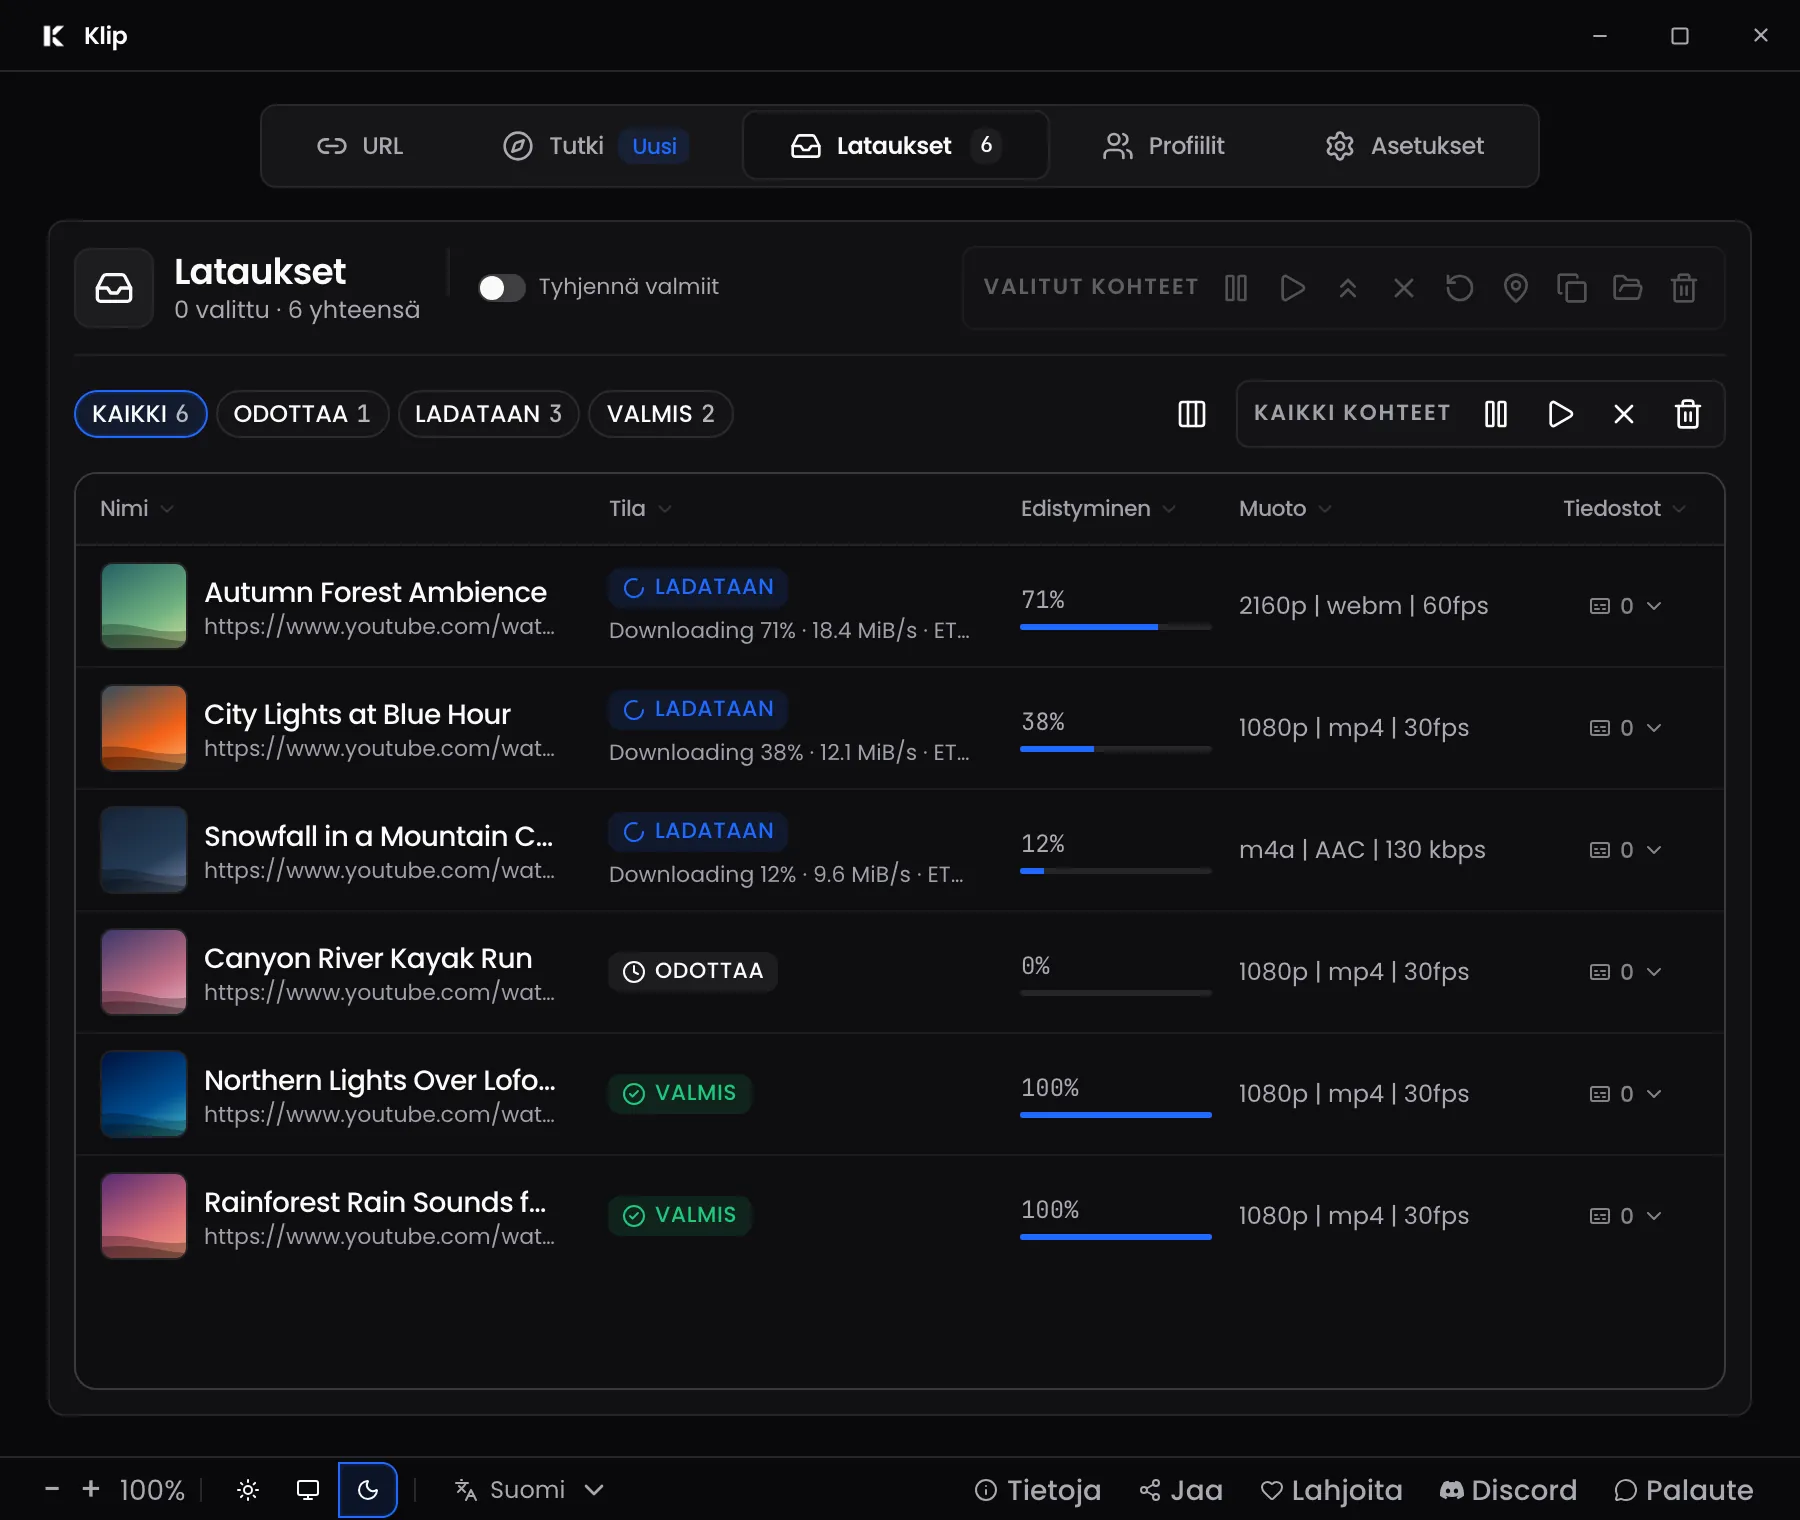 Klip
URL
Tutki Uusi
Lataukset 6
Profiilit
Asetukset
Lataukset
0 valittu · 6 yhteensä
Tyhjennä valmiit
VALITUT KOHTEET
KAIKKI 6
ODOTTAA 1
LADATAAN 3
VALMIS 2
KAIKKI KOHTEET
Nimi Tila Edistyminen Muoto Tiedostot
Autumn Forest Ambience
https://www.youtube.com/wat...
LADATAAN
Downloading 71% · 18.4 MiB/s · ET...
71%
2160p | webm | 60fps
0
City Lights at Blue Hour
https://www.youtube.com/wat...
LADATAAN
Downloading 38% · 12.1 MiB/s · ET...
38%
1080p | mp4 | 30fps
0
Snowfall in a Mountain C...
https://www.youtube.com/wat...
LADATAAN
Downloading 12% · 9.6 MiB/s · ET...
12%
m4a | AAC | 130 kbps
0
Canyon River Kayak Run
https://www.youtube.com/wat...
ODOTTAA
0%
1080p | mp4 | 30fps
0
Northern Lights Over Lofo...
https://www.youtube.com/wat...
VALMIS
100%
1080p | mp4 | 30fps
0
Rainforest Rain Sounds f...
https://www.youtube.com/wat...
VALMIS
100%
1080p | mp4 | 30fps
0
100%
Suomi
Tietoja
Jaa
Lahjoita
Discord
Palaute